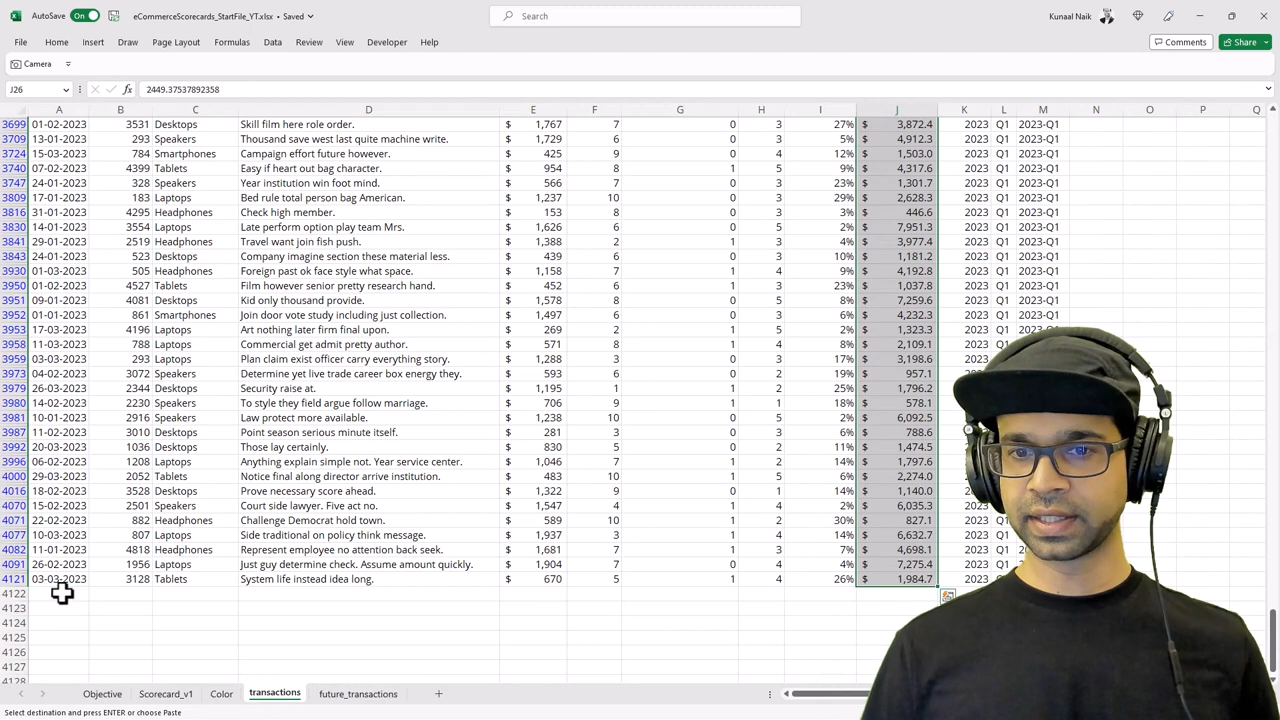 AutoSave On eCommerceScorecards_StartFile_YT.xlsx • Saved Search Kunaal Naik
File Home Insert Draw Page Layout Formulas Data Review View Developer Help Comments Share
Camera
J26 fx 2449.37537892358
A B C D E F G H I J K L M N O P Q
3699 01-02-2023 3531 Desktops Skill film here role order. $ 1,767 7 0 3 27% $ 3,872.4 2023 Q1 2023-Q1
3709 13-01-2023 293 Speakers Thousand save west last quite machine write. $ 1,729 6 0 3 5% $ 4,912.3 2023 Q1 2023-Q1
3724 15-03-2023 784 Smartphones Campaign effort future however. $ 425 9 0 4 12% $ 1,503.0 2023 Q1 2023-Q1
3740 07-02-2023 4399 Tablets Easy if heart out bag character. $ 954 8 1 5 9% $ 4,317.6 2023 Q1 2023-Q1
3747 24-01-2023 328 Speakers Year institution win foot mind. $ 566 7 0 3 23% $ 1,301.7 2023 Q1 2023-Q1
3809 17-01-2023 183 Laptops Bed rule total person bag American. $ 1,237 10 0 3 29% $ 2,628.3 2023 Q1 2023-Q1
3816 31-01-2023 4295 Headphones Check high member. $ 153 8 0 3 3% $ 446.6 2023 Q1 2023-Q1
3830 14-01-2023 3554 Laptops Late perform option play team Mrs. $ 1,626 6 0 5 2% $ 7,951.3 2023 Q1 2023-Q1
3841 29-01-2023 2519 Headphones Travel want join fish push. $ 1,388 2 1 3 4% $ 3,977.4 2023 Q1 2023-Q1
3843 24-01-2023 523 Desktops Company imagine section these material less. $ 439 6 0 3 10% $ 1,181.2 2023 Q1 2023-Q1
3930 01-03-2023 505 Headphones Foreign past ok face style what space. $ 1,158 7 1 4 9% $ 4,192.8 2023 Q1 2023-Q1
3950 01-02-2023 4527 Tablets Film however senior pretty research hand. $ 452 6 1 3 23% $ 1,037.8 2023 Q1 2023-Q1
3951 09-01-2023 4081 Desktops Kid only thousand provide. $ 1,578 8 0 5 8% $ 7,259.6 2023 Q1 2023-Q1
3952 01-01-2023 861 Smartphones Join door vote study including just collection. $ 1,497 6 0 3 6% $ 4,232.3 2023 Q1 2023-Q1
3953 17-03-2023 4196 Laptops Art nothing later firm final upon. $ 269 2 1 5 2% $ 1,323.3 2023 Q1 2023-Q1
3958 11-03-2023 788 Laptops Commercial get admit pretty author. $ 571 8 1 4 8% $ 2,109.1 2023 Q1
3959 03-03-2023 293 Laptops Plan claim exist officer carry everything story. $ 1,288 3 0 3 17% $ 3,198.6 2023
3973 04-02-2023 3072 Speakers Determine yet live trade career box energy they. $ 593 6 0 2 19% $ 957.1 2023
3979 26-03-2023 2344 Desktops Security raise at. $ 1,195 1 1 2 25% $ 1,796.2
3980 14-02-2023 2230 Speakers To style they field argue follow marriage. $ 706 9 1 1 18% $ 578.1
3981 10-01-2023 2916 Speakers Law protect more available. $ 1,238 10 0 5 2% $ 6,092.5
3987 11-02-2023 3010 Desktops Point season serious minute itself. $ 281 3 0 3 6% $ 788.6
3992 20-03-2023 1036 Desktops Those lay certainly. $ 830 5 0 2 11% $ 1,474.5
3996 06-02-2023 1208 Laptops Anything explain simple not. Year service center. $ 1,046 7 1 2 14% $ 1,797.6
4000 29-03-2023 2052 Tablets Notice final along director arrive institution. $ 483 10 1 5 6% $ 2,274.0
4016 18-02-2023 3528 Desktops Prove necessary score ahead. $ 1,322 9 0 1 14% $ 1,140.0
4070 15-02-2023 2501 Speakers Court side lawyer. Five act no. $ 1,547 4 1 4 2% $ 6,035.3
4071 22-02-2023 882 Headphones Challenge Democrat hold town. $ 589 10 1 2 30% $ 827.1 2023 Q1
4077 10-03-2023 807 Laptops Side traditional on policy think message. $ 1,937 3 1 4 14% $ 6,632.7 2023 Q1
4082 11-01-2023 4818 Headphones Represent employee no attention back seek. $ 1,681 7 1 3 7% $ 4,698.1 2023 Q1
4091 26-02-2023 1956 Laptops Just guy determine check. Assume amount quickly. $ 1,904 7 1 4 4% $ 7,275.4 2023 Q1
4121 03-03-2023 3128 Tablets System life instead idea long. $ 670 5 1 4 26% $ 1,984.7 2023 Q1
4122
4123
4124
4125
4126
4127
4128
Objective Scorecard_v1 Color transactions future_transactions
Select destination and press ENTER or choose Paste